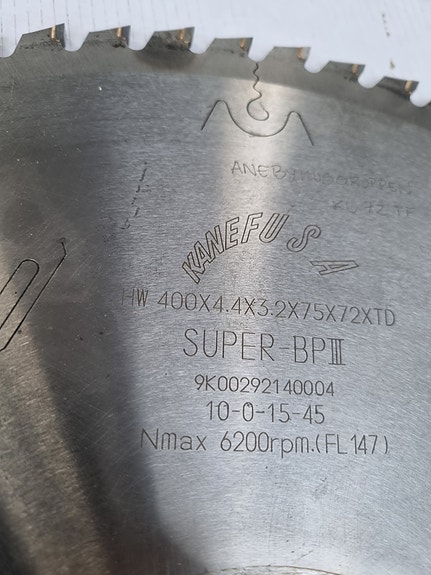 KANEFUSA
HW 400X4.4X3.2X75X72XTD
SUPER-BPIII
9K00292140004
10-0-15-45
Nmax 6200rpm.(FL147)